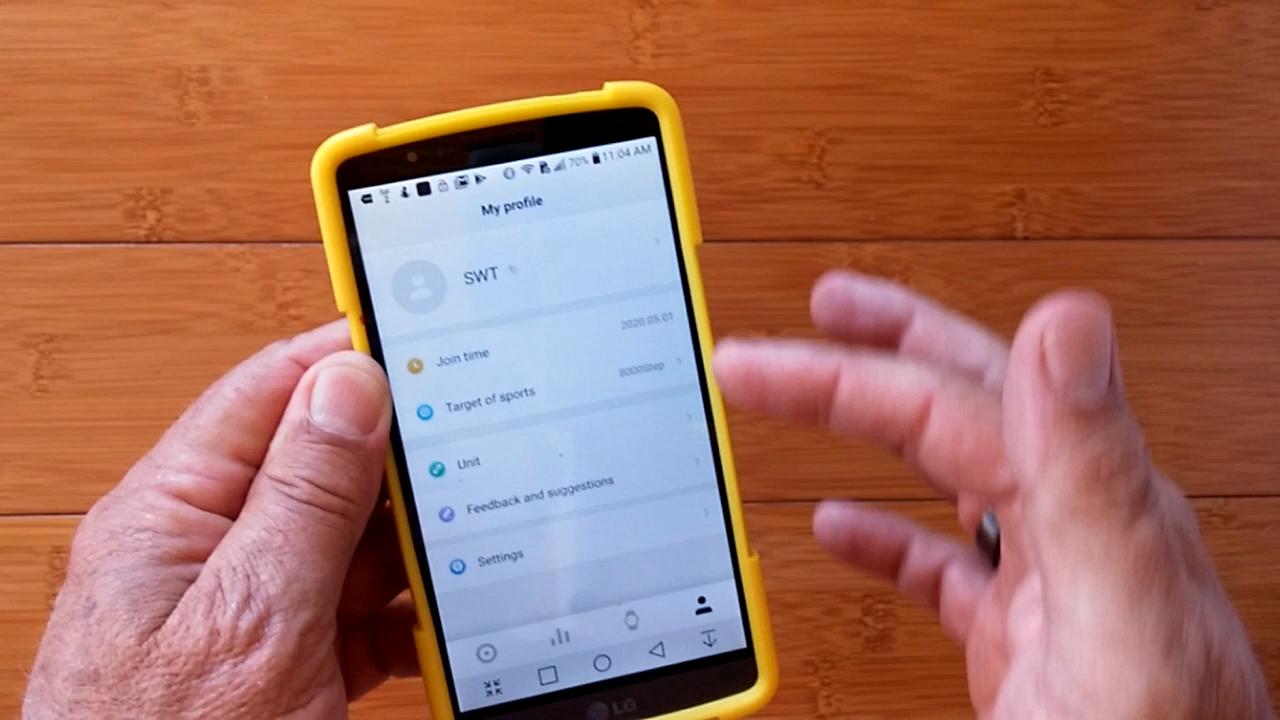 70% 11:04 AM
My profile
SWT
Join time 2020.05.01
Target of sports 8000Step
Unit
Feedback and suggestions
Settings
LG